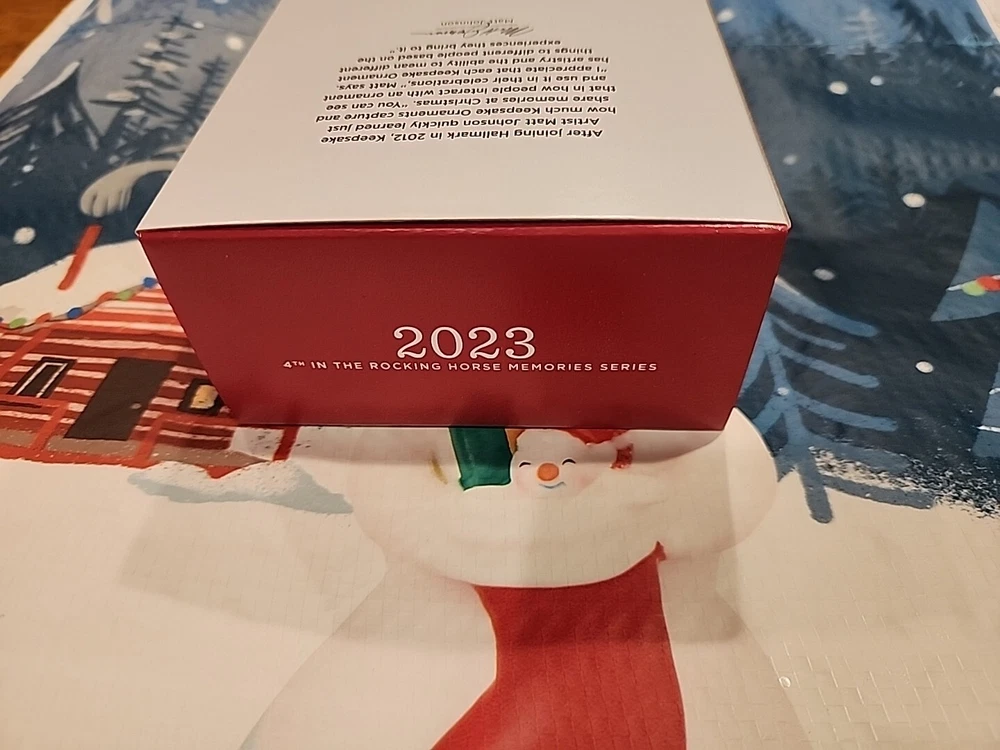 After joining Hallmark in 2012, Keepsake
Artist Matt Johnson quickly learned just
how much Keepsake Ornaments capture and
share memories at Christmas. "You can see
that in how people interact with an ornament
and use it in their celebrations," Matt says.
"I appreciate that each Keepsake Ornament
has artistry and the ability to mean different
things to different people based on the
experiences they bring to it."
Matt Johnson
Matt Johnson
2023
4TH IN THE ROCKING HORSE MEMORIES SERIES